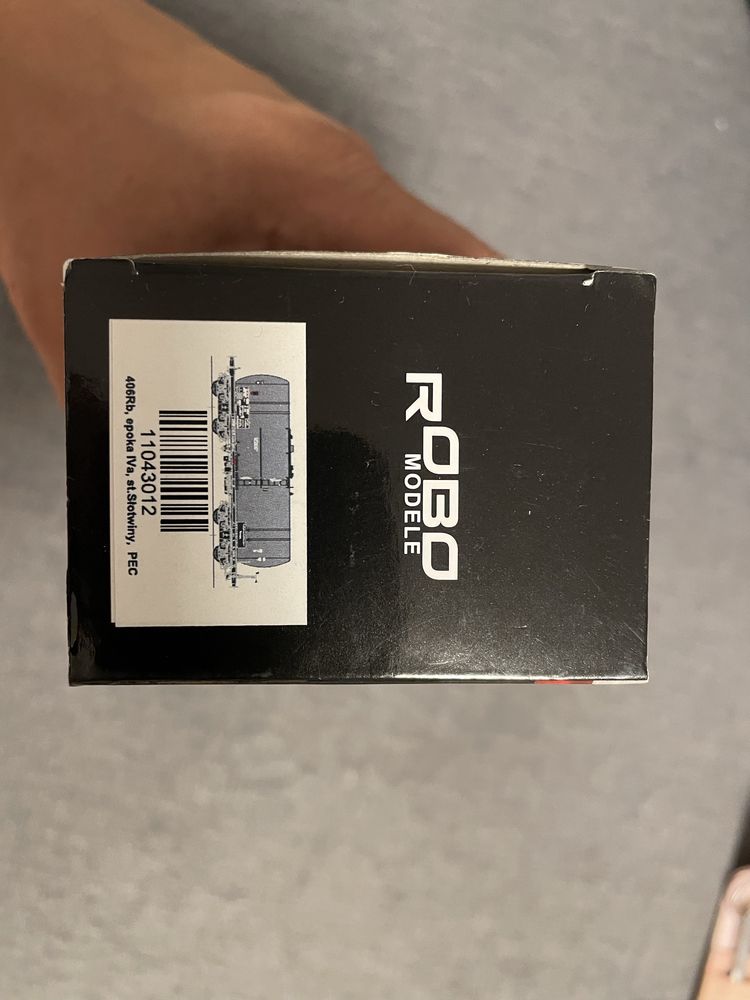 ROBO
MODELE
11043012
406Rb, epoka IVa, st.Słotwiny, PEC